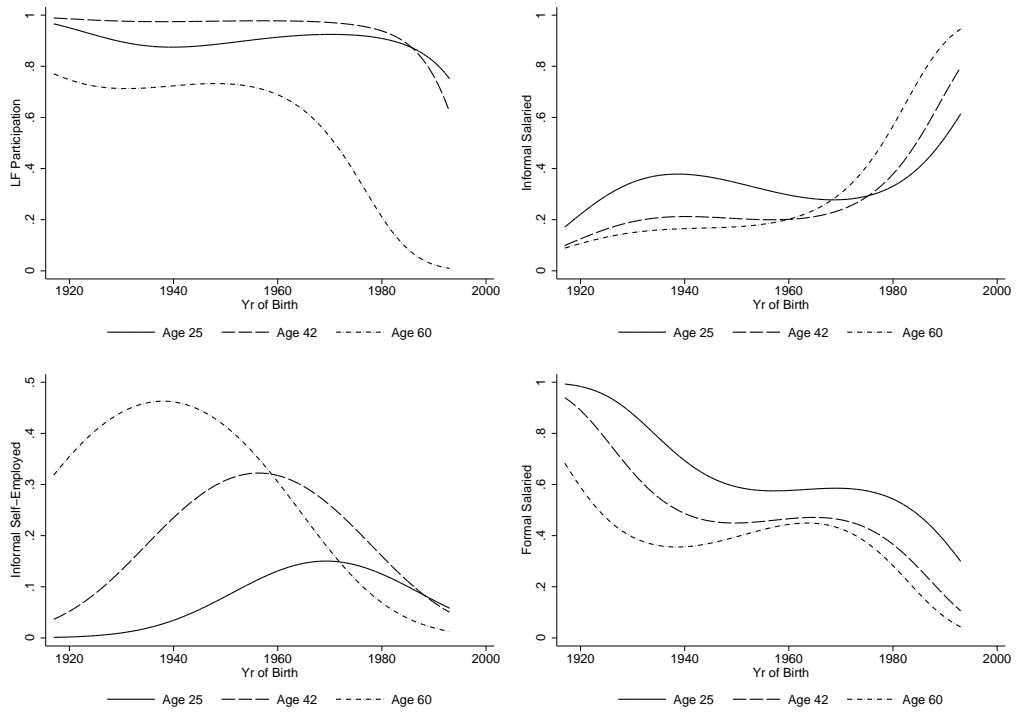 LF Participation
0 .2 .4 .6 .8 1
1920 1940 1960 1980 2000
Yr of Birth
Age 25 Age 42 Age 60
Informal Salaried
0 .2 .4 .6 .8 1
1920 1940 1960 1980 2000
Yr of Birth
Age 25 Age 42 Age 60
Informal Self−Employed
0 .1 .2 .3 .4 .5
1920 1940 1960 1980 2000
Yr of Birth
Age 25 Age 42 Age 60
Formal Salaried
0 .2 .4 .6 .8 1
1920 1940 1960 1980 2000
Yr of Birth
Age 25 Age 42 Age 60